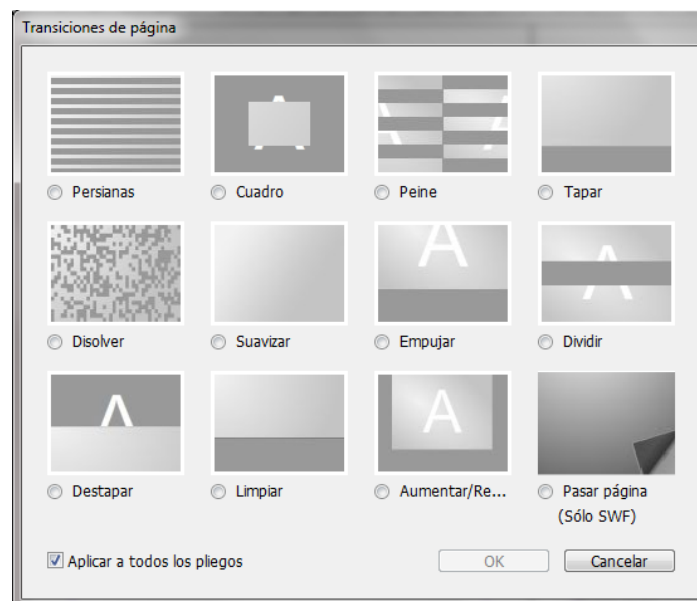 Transiciones de página
Persianas
Cuadro
Peine
Tapar
Disolver
Suavizar
Empujar
Dividir
Destapar
Limpiar
Aumentar/Re...
Pasar página
(Sólo SWF)
Aplicar a todos los pliegos
OK
Cancelar